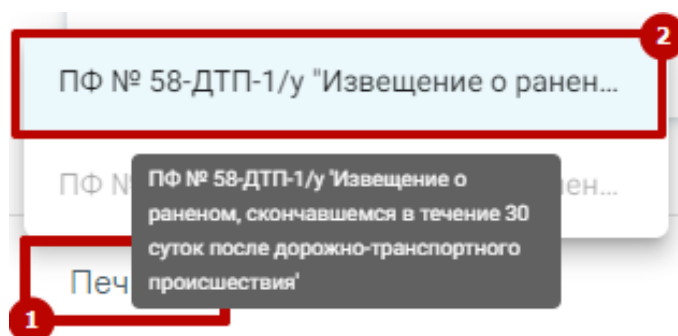 2
ПФ № 58-ДТП-1/у "Извещение о ранен...
ПФ № ен...
ПФ № 58-ДТП-1/у 'Извещение о
раненом, скончавшемся в течение 30
суток после дорожно-транспортного
происшествия'
Печ
1